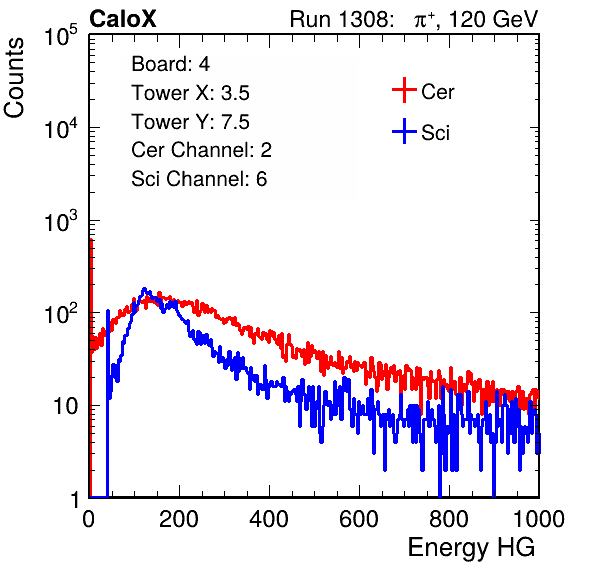 CaloX Run 1308: π⁺, 120 GeV
Counts
10⁵
10⁴
10³
10²
10
1
Board: 4
Tower X: 3.5
Tower Y: 7.5
Cer Channel: 2
Sci Channel: 6
Cer
Sci
0 200 400 600 800 1000
Energy HG